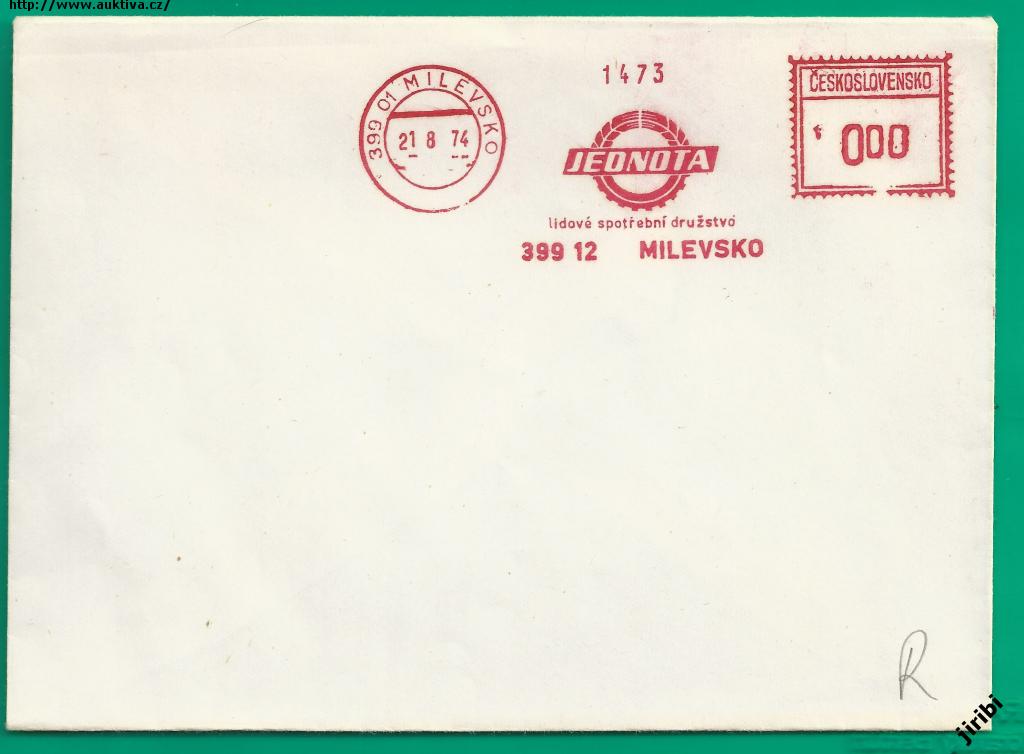 http://www.auktiva.cz/
399 01 MILEVSKO
21 8 74
1473
JEDNOTA
lidové spotřební družstvo
399 12 MILEVSKO
ČESKOSLOVENSKO
000
R
jiribi